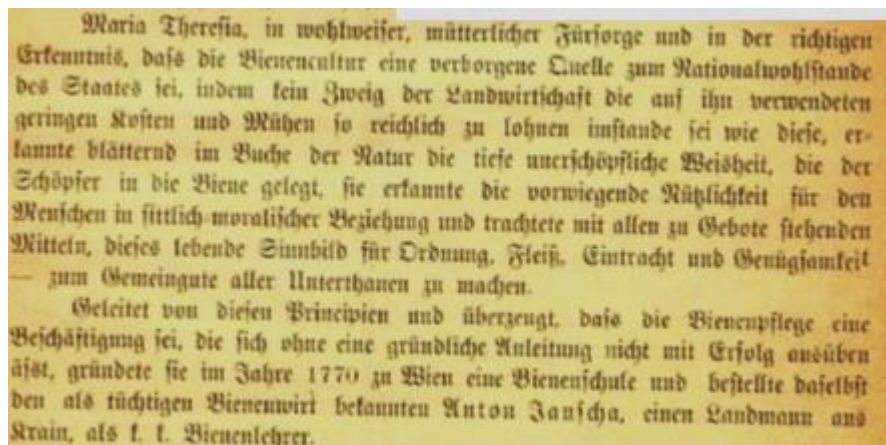 Maria Theresia, in wohlweiser, mütterlicher Fürsorge und in der richtigen
Erkenntnis, dass die Bienencultur eine verborgene Quelle zum Nationalwohlstande
des Staates sei, indem kein Zweig der Landwirtschaft die auf ihn verwendeten
geringen Kosten und Mühen so reichlich zu lohnen imstande sei wie diese, er-
kannte blätternd im Buche der Natur die tiefe unerschöpfliche Weisheit, die der
Schöpfer in die Biene gelegt, sie erkannte die vorwiegende Nützlichkeit für den
Menschen in sittlich-moralischer Beziehung und trachtete mit allen zu Gebote stehenden
Mitteln, dieses lebende Sinnbild für Ordnung, Fleiß, Eintracht und Genügsamkeit
— zum Gemeingute aller Unterthanen zu machen.
Geleitet von diesen Principien und überzeugt, dass die Bienenpflege eine
Beschäftigung sei, die sich ohne eine gründliche Anleitung nicht mit Erfolg ausüben
äfst, gründete sie im Jahre 1770 zu Wien eine Bienenschule und bestellte daselbst
den als tüchtigen Bienenwirt bekannten Anton Janscha, einen Landmann aus
Krain, als k. k. Bienenlehrer.